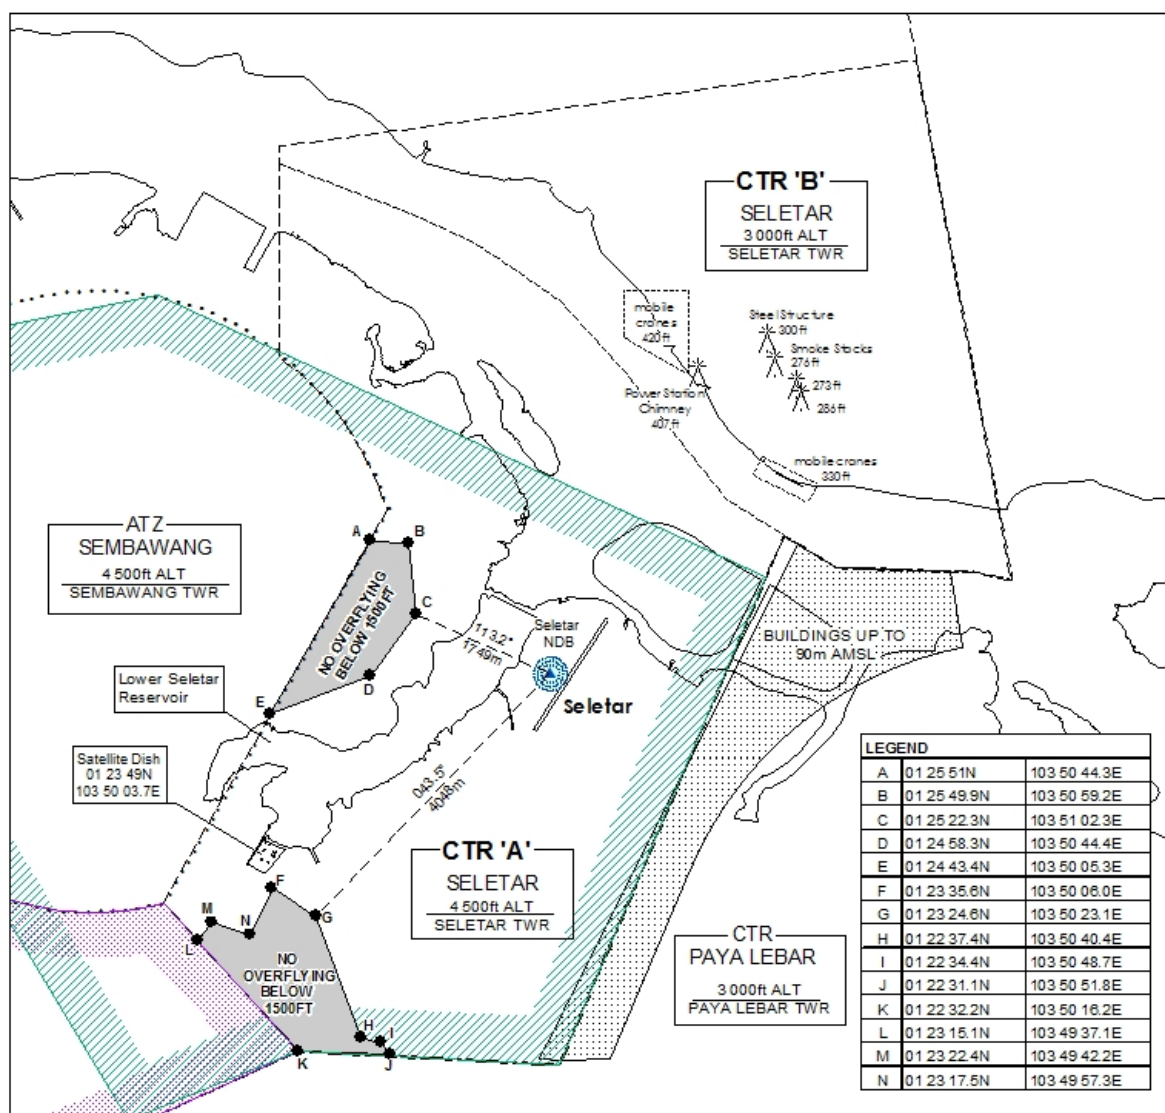 CTR 'B'
SELETAR
3 000ft ALT
SELETAR TWR
mobile
cranes
420ft
Steel Structure
300ft
Smoke Stacks
276ft
273ft
286ft
Power Station
Chimney
407ft
mobile cranes
330ft
ATZ
SEMBAWANG
4 500ft ALT
SEMBAWANG TWR
A
B
C
D
E
NO OVERFLYING
BELOW 1500FT
113.2°
1749m
Seletar
NDB
Seletar
BUILDINGS UP TO
90m AMSL
Lower Seletar
Reservoir
Satellite Dish
01 23 49N
103 50 03.7E
043.5°
4048m
CTR 'A'
SELETAR
4 500ft ALT
SELETAR TWR
F
G
M
N
L
NO
OVERFLYING
BELOW
1500FT
H
I
J
K
CTR
PAYA LEBAR
3 000ft ALT
PAYA LEBAR TWR
LEGEND
A 01 25 51N 103 50 44.3E
B 01 25 49.9N 103 50 59.2E
C 01 25 22.3N 103 51 02.3E
D 01 24 58.3N 103 50 44.4E
E 01 24 43.4N 103 50 05.3E
F 01 23 35.6N 103 50 06.0E
G 01 23 24.6N 103 50 23.1E
H 01 22 37.4N 103 50 40.4E
I 01 22 34.4N 103 50 48.7E
J 01 22 31.1N 103 50 51.8E
K 01 22 32.2N 103 50 16.2E
L 01 23 15.1N 103 49 37.1E
M 01 23 22.4N 103 49 42.2E
N 01 23 17.5N 103 49 57.3E